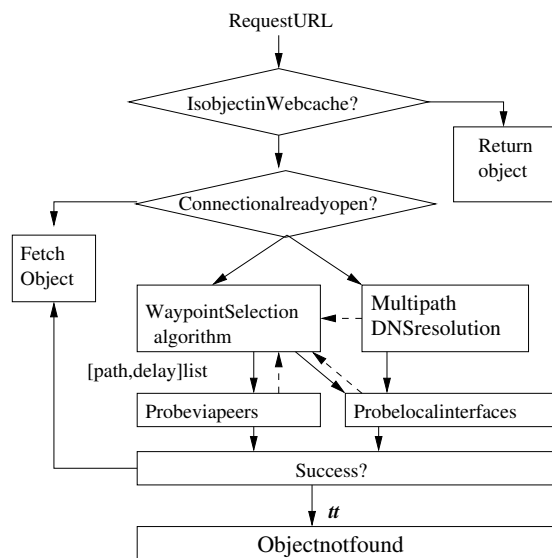 RequestURL
IsobjectinWebcache?
Return
object
Connectionalreadyopen?
Fetch
Object
WaypointSelection
algorithm
Multipath
DNSresolution
[path,delay]list
Probeviapeers
Probelocalinterfaces
Success?
tt
Objectnotfound